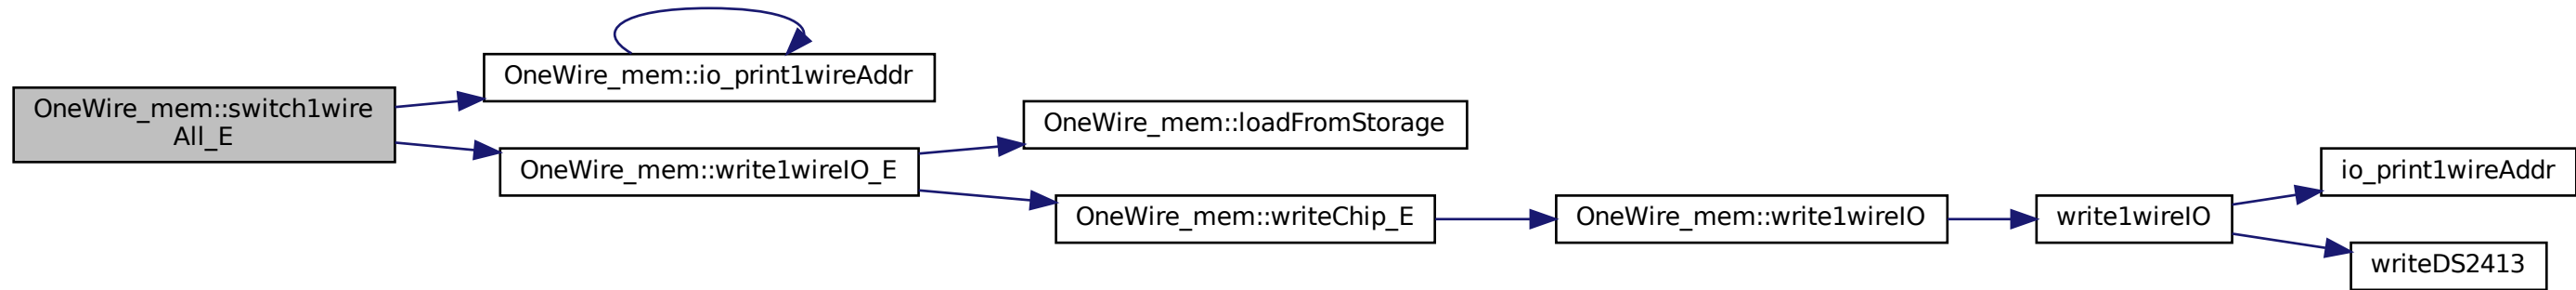 OneWire_mem::switch1wire
All_E
OneWire_mem::io_print1wireAddr
OneWire_mem::write1wireIO_E
OneWire_mem::loadFromStorage
OneWire_mem::writeChip_E
OneWire_mem::write1wireIO
write1wireIO
io_print1wireAddr
writeDS2413